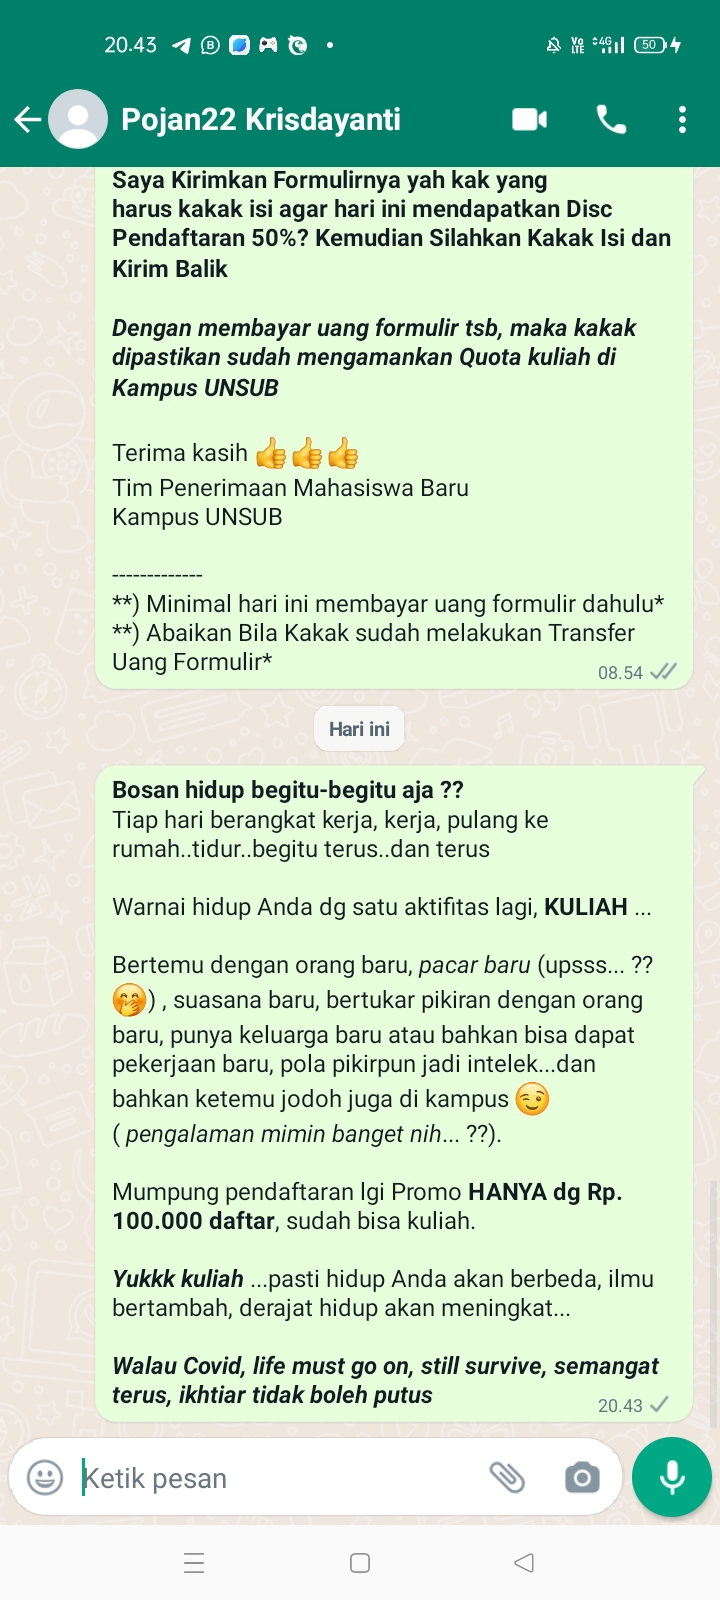 20.43
VoLTE
4G
50
Pojan22 Krisdayanti
Saya Kirimkan Formulirnya yah kak yang
harus kakak isi agar hari ini mendapatkan Disc
Pendaftaran 50%? Kemudian Silahkan Kakak Isi dan
Kirim Balik
Dengan membayar uang formulir tsb, maka kakak
dipastikan sudah mengamankan Quota kuliah di
Kampus UNSUB
Terima kasih 👍👍👍
Tim Penerimaan Mahasiswa Baru
Kampus UNSUB
-------------
**) Minimal hari ini membayar uang formulir dahulu*
**) Abaikan Bila Kakak sudah melakukan Transfer
Uang Formulir*
08.54
Hari ini
Bosan hidup begitu-begitu aja ??
Tiap hari berangkat kerja, kerja, pulang ke
rumah..tidur..begitu terus..dan terus
Warnai hidup Anda dg satu aktifitas lagi, KULIAH ...
Bertemu dengan orang baru, pacar baru (upsss... ??
🤭) , suasana baru, bertukar pikiran dengan orang
baru, punya keluarga baru atau bahkan bisa dapat
pekerjaan baru, pola pikirpun jadi intelek...dan
bahkan ketemu jodoh juga di kampus 😉
( pengalaman mimin banget nih... ??).
Mumpung pendaftaran lgi Promo HANYA dg Rp.
100.000 daftar, sudah bisa kuliah.
Yukkk kuliah ...pasti hidup Anda akan berbeda, ilmu
bertambah, derajat hidup akan meningkat...
Walau Covid, life must go on, still survive, semangat
terus, ikhtiar tidak boleh putus
20.43
Ketik pesan